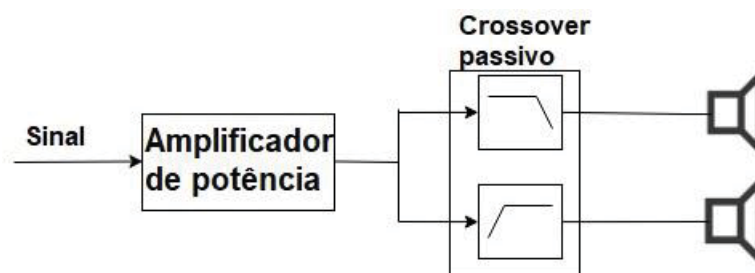 Crossover
passivo
Sinal
Amplificador
de potência